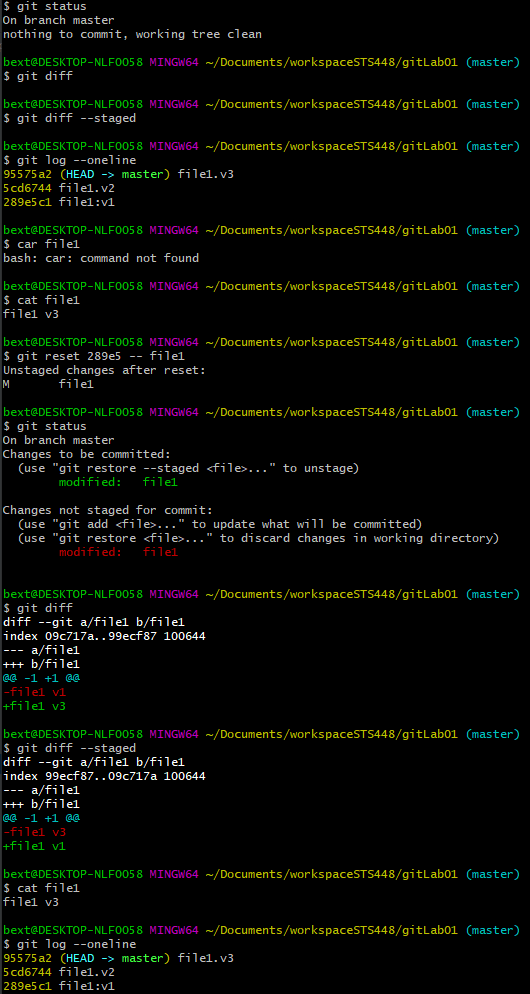 $ git status
On branch master
nothing to commit, working tree clean
bext@DESKTOP-NLF0O58 MINGW64 ~/Documents/workspaceSTS448/gitLab01 (master)
$ git diff
bext@DESKTOP-NLF0O58 MINGW64 ~/Documents/workspaceSTS448/gitLab01 (master)
$ git diff --staged
bext@DESKTOP-NLF0O58 MINGW64 ~/Documents/workspaceSTS448/gitLab01 (master)
$ git log --oneline
95575a2 (HEAD -> master) file1.v3
5cd6744 file1.v2
289e5c1 file1:v1
bext@DESKTOP-NLF0O58 MINGW64 ~/Documents/workspaceSTS448/gitLab01 (master)
$ car file1
bash: car: command not found
bext@DESKTOP-NLF0O58 MINGW64 ~/Documents/workspaceSTS448/gitLab01 (master)
$ cat file1
file1 v3
bext@DESKTOP-NLF0O58 MINGW64 ~/Documents/workspaceSTS448/gitLab01 (master)
$ git reset 289e5 -- file1
Unstaged changes after reset:
M       file1
bext@DESKTOP-NLF0O58 MINGW64 ~/Documents/workspaceSTS448/gitLab01 (master)
$ git status
On branch master
Changes to be committed:
  (use "git restore --staged <file>..." to unstage)
        modified:   file1
Changes not staged for commit:
  (use "git add <file>..." to update what will be committed)
  (use "git restore <file>..." to discard changes in working directory)
        modified:   file1
bext@DESKTOP-NLF0O58 MINGW64 ~/Documents/workspaceSTS448/gitLab01 (master)
$ git diff
diff --git a/file1 b/file1
index 09c717a..99ecf87 100644
--- a/file1
+++ b/file1
@@ -1 +1 @@
-file1 v1
+file1 v3
bext@DESKTOP-NLF0O58 MINGW64 ~/Documents/workspaceSTS448/gitLab01 (master)
$ git diff --staged
diff --git a/file1 b/file1
index 99ecf87..09c717a 100644
--- a/file1
+++ b/file1
@@ -1 +1 @@
-file1 v3
+file1 v1
bext@DESKTOP-NLF0O58 MINGW64 ~/Documents/workspaceSTS448/gitLab01 (master)
$ cat file1
file1 v3
bext@DESKTOP-NLF0O58 MINGW64 ~/Documents/workspaceSTS448/gitLab01 (master)
$ git log --oneline
95575a2 (HEAD -> master) file1.v3
5cd6744 file1.v2
289e5c1 file1:v1